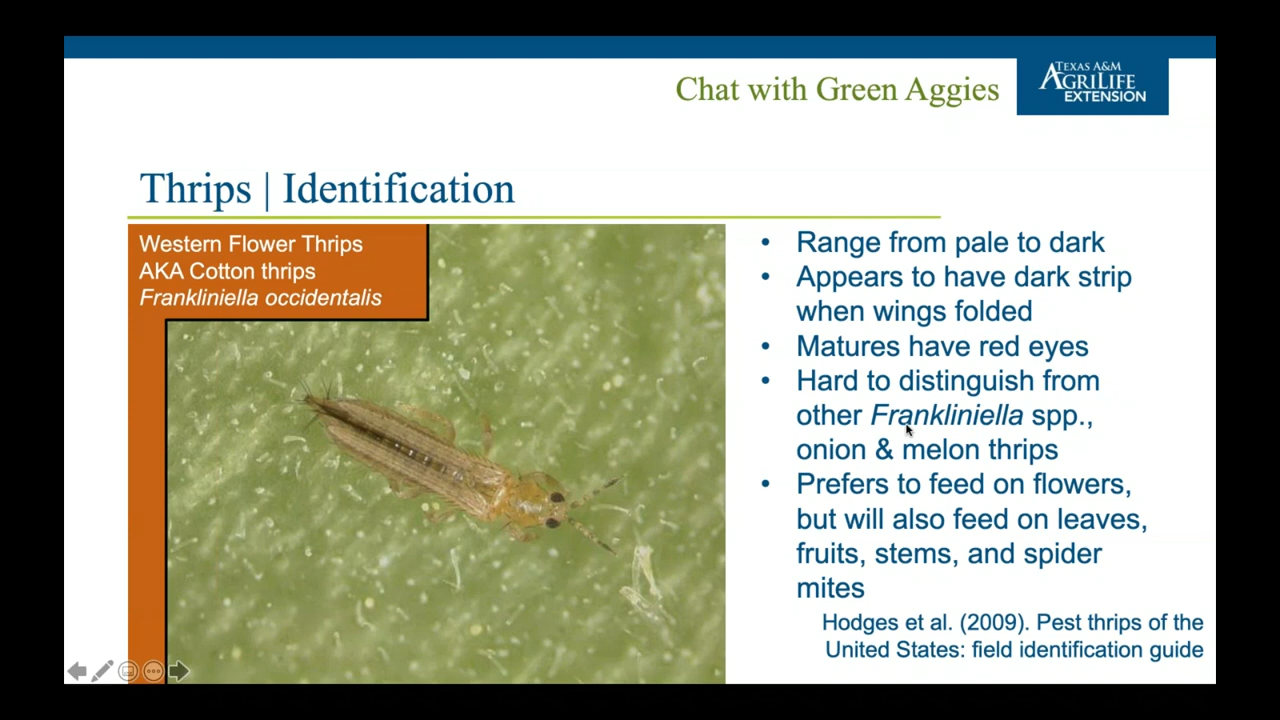 Chat with Green Aggies
TEXAS A&M
AGRILIFE
EXTENSION
Thrips | Identification
Western Flower Thrips
AKA Cotton thrips
Frankliniella occidentalis
• Range from pale to dark
• Appears to have dark strip
when wings folded
• Matures have red eyes
• Hard to distinguish from
other Frankliniella spp.,
onion & melon thrips
• Prefers to feed on flowers,
but will also feed on leaves,
fruits, stems, and spider
mites
Hodges et al. (2009). Pest thrips of the
United States: field identification guide